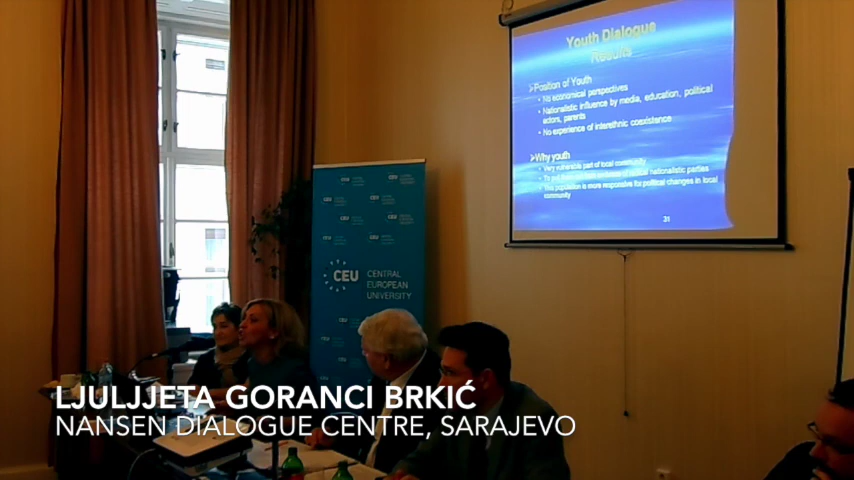 Youth Dialogue
Results
➢Position of Youth
• No economical perspectives
• Nationalistic influence by media, education, political
actors, parents
• No experience of interethnic coexistence
➢Why youth
• Very vulnerable part of local community
nationalistic parties
• This population is more responsive for political changes in local
community
31
CEU
CENTRAL
EUROPEAN
UNIVERSITY
LJULJJETA GORANCI BRKIĆ
NANSEN DIALOGUE CENTRE, SARAJEVO